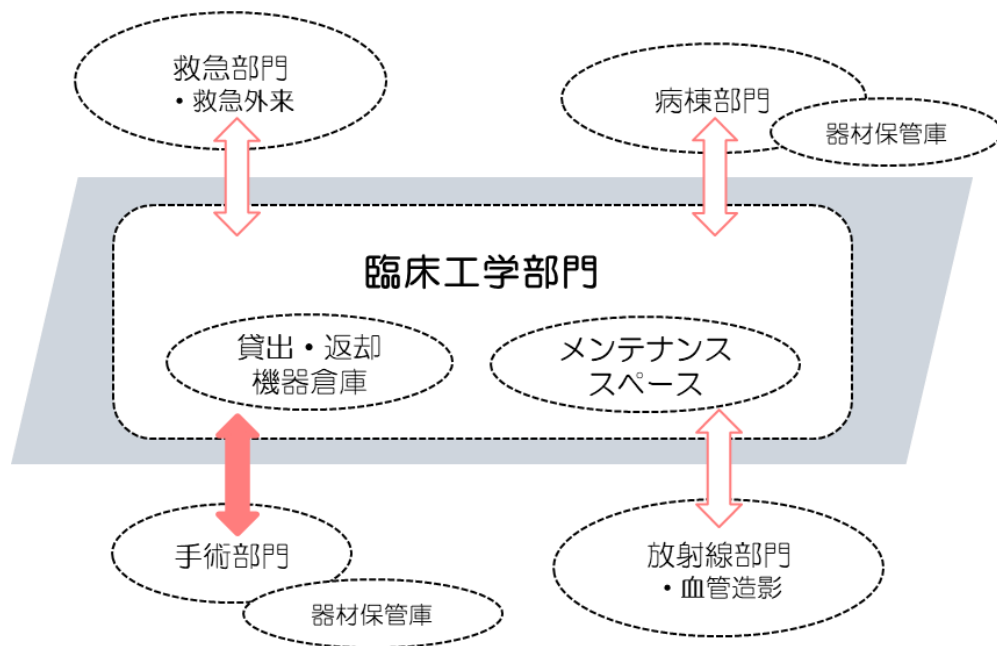 救急部門
・救急外来
病棟部門
器材保管庫
臨床工学部門
貸出・返却
機器倉庫
メンテナンス
スペース
手術部門
器材保管庫
放射線部門
・血管造影